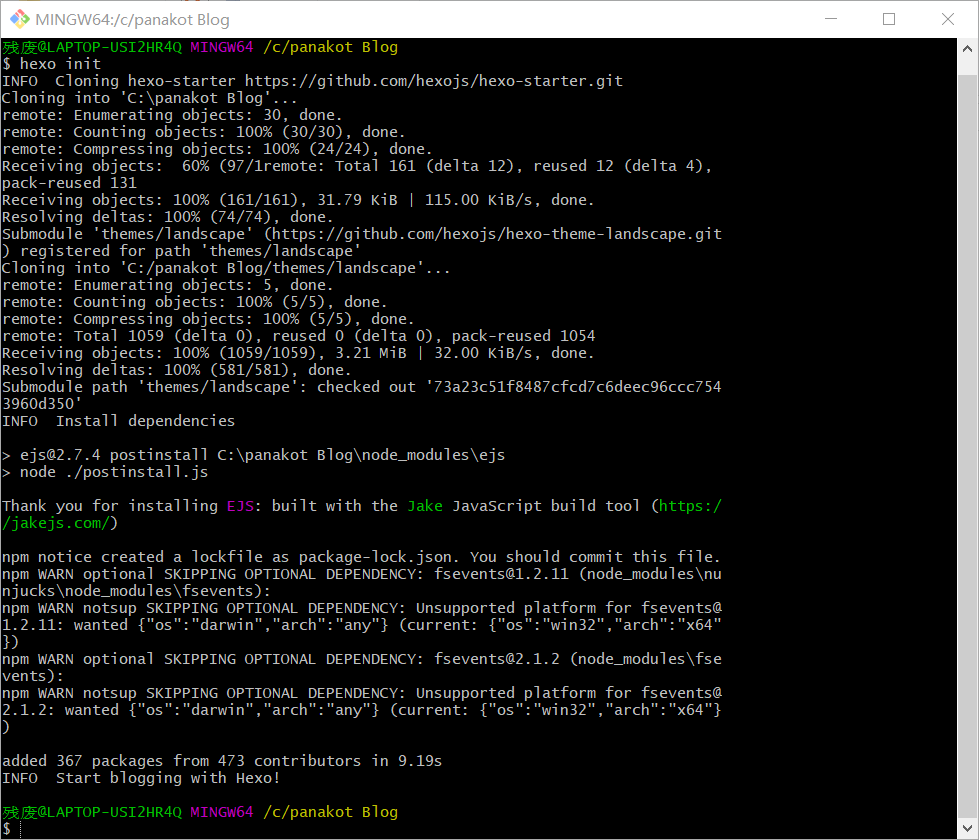 MINGW64:/c/panakot Blog
残废@LAPTOP-USI2HR4Q MINGW64 /c/panakot Blog
$ hexo init
INFO  Cloning hexo-starter https://github.com/hexojs/hexo-starter.git
Cloning into 'C:\panakot Blog'...
remote: Enumerating objects: 30, done.
remote: Counting objects: 100% (30/30), done.
remote: Compressing objects: 100% (24/24), done.
Receiving objects:  60% (97/1remote: Total 161 (delta 12), reused 12 (delta 4),
pack-reused 131
Receiving objects: 100% (161/161), 31.79 KiB | 115.00 KiB/s, done.
Resolving deltas: 100% (74/74), done.
Submodule 'themes/landscape' (https://github.com/hexojs/hexo-theme-landscape.git
) registered for path 'themes/landscape'
Cloning into 'C:/panakot Blog/themes/landscape'...
remote: Enumerating objects: 5, done.
remote: Counting objects: 100% (5/5), done.
remote: Compressing objects: 100% (5/5), done.
remote: Total 1059 (delta 0), reused 0 (delta 0), pack-reused 1054
Receiving objects: 100% (1059/1059), 3.21 MiB | 32.00 KiB/s, done.
Resolving deltas: 100% (581/581), done.
Submodule path 'themes/landscape': checked out '73a23c51f8487cfcd7c6deec96ccc754
3960d350'
INFO  Install dependencies
> ejs@2.7.4 postinstall C:\panakot Blog\node_modules\ejs
> node ./postinstall.js
Thank you for installing EJS: built with the Jake JavaScript build tool (https:/
/jakejs.com/)
npm notice created a lockfile as package-lock.json. You should commit this file.
npm WARN optional SKIPPING OPTIONAL DEPENDENCY: fsevents@1.2.11 (node_modules\nu
njucks\node_modules\fsevents):
npm WARN notsup SKIPPING OPTIONAL DEPENDENCY: Unsupported platform for fsevents@
1.2.11: wanted {"os":"darwin","arch":"any"} (current: {"os":"win32","arch":"x64"
})
npm WARN optional SKIPPING OPTIONAL DEPENDENCY: fsevents@2.1.2 (node_modules\fse
vents):
npm WARN notsup SKIPPING OPTIONAL DEPENDENCY: Unsupported platform for fsevents@
2.1.2: wanted {"os":"darwin","arch":"any"} (current: {"os":"win32","arch":"x64"}
)
added 367 packages from 473 contributors in 9.19s
INFO  Start blogging with Hexo!
残废@LAPTOP-USI2HR4Q MINGW64 /c/panakot Blog
$